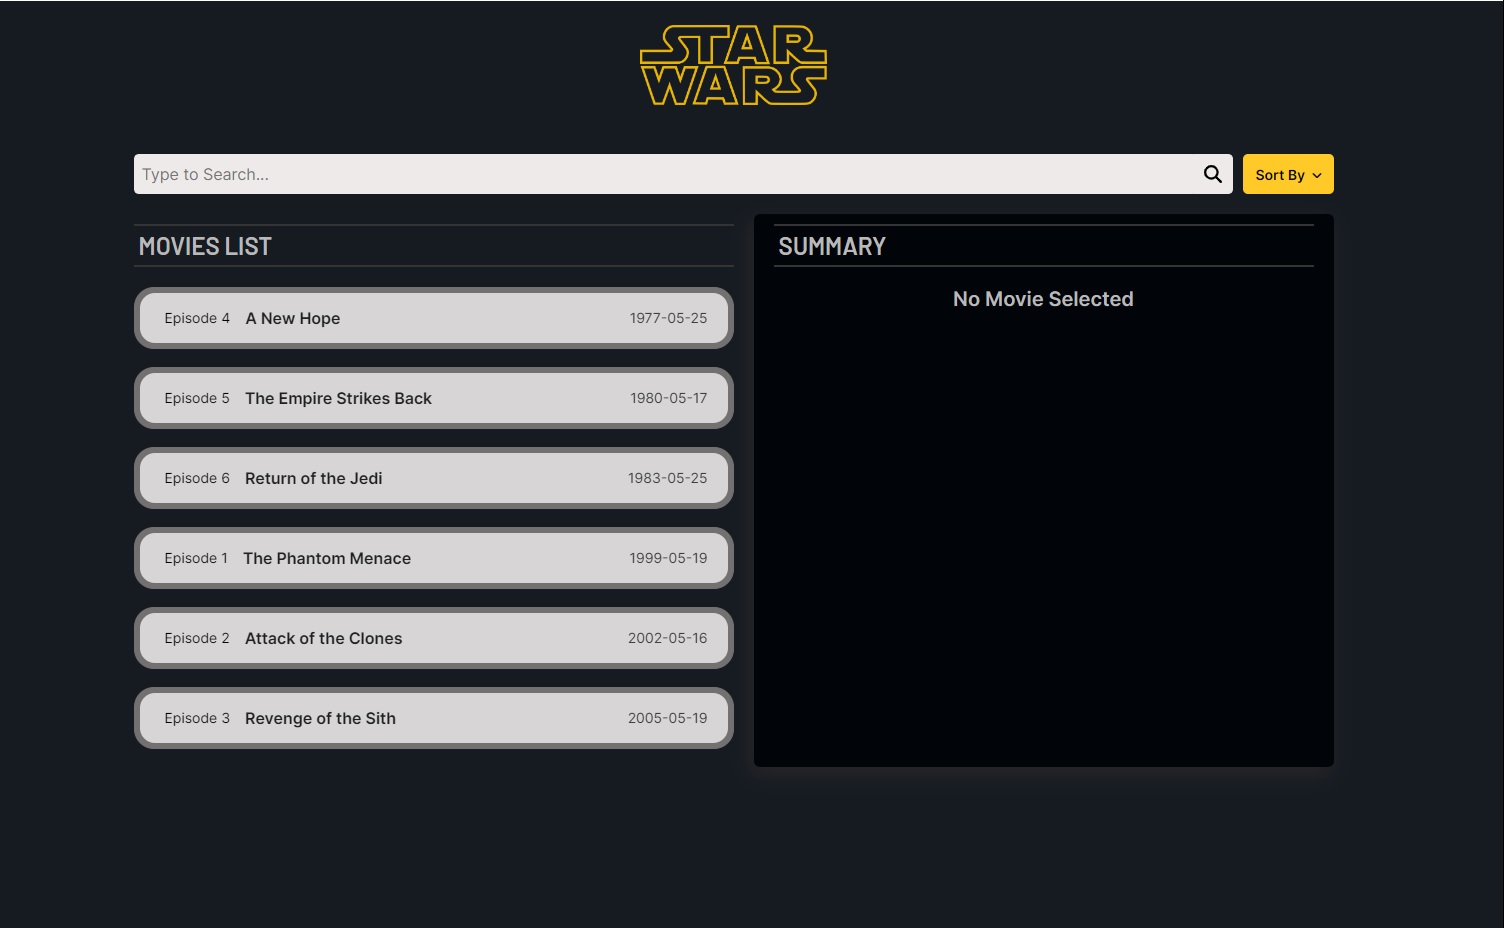 STAR
WARS
Type to Search...
Sort By
MOVIES LIST
Episode 4 A New Hope 1977-05-25
Episode 5 The Empire Strikes Back 1980-05-17
Episode 6 Return of the Jedi 1983-05-25
Episode 1 The Phantom Menace 1999-05-19
Episode 2 Attack of the Clones 2002-05-16
Episode 3 Revenge of the Sith 2005-05-19
SUMMARY
No Movie Selected